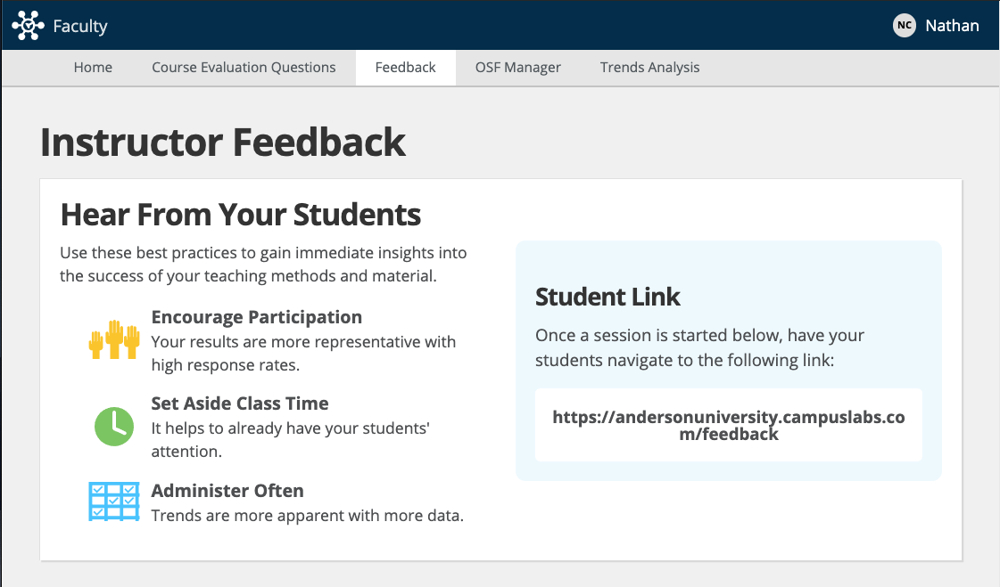 Faculty
NC Nathan
Home Course Evaluation Questions Feedback OSF Manager Trends Analysis
Instructor Feedback
Hear From Your Students
Use these best practices to gain immediate insights into
the success of your teaching methods and material.
Encourage Participation
Your results are more representative with
high response rates.
Set Aside Class Time
It helps to already have your students'
attention.
Administer Often
Trends are more apparent with more data.
Student Link
Once a session is started below, have your
students navigate to the following link:
https://andersonuniversity.campuslabs.co
m/feedback